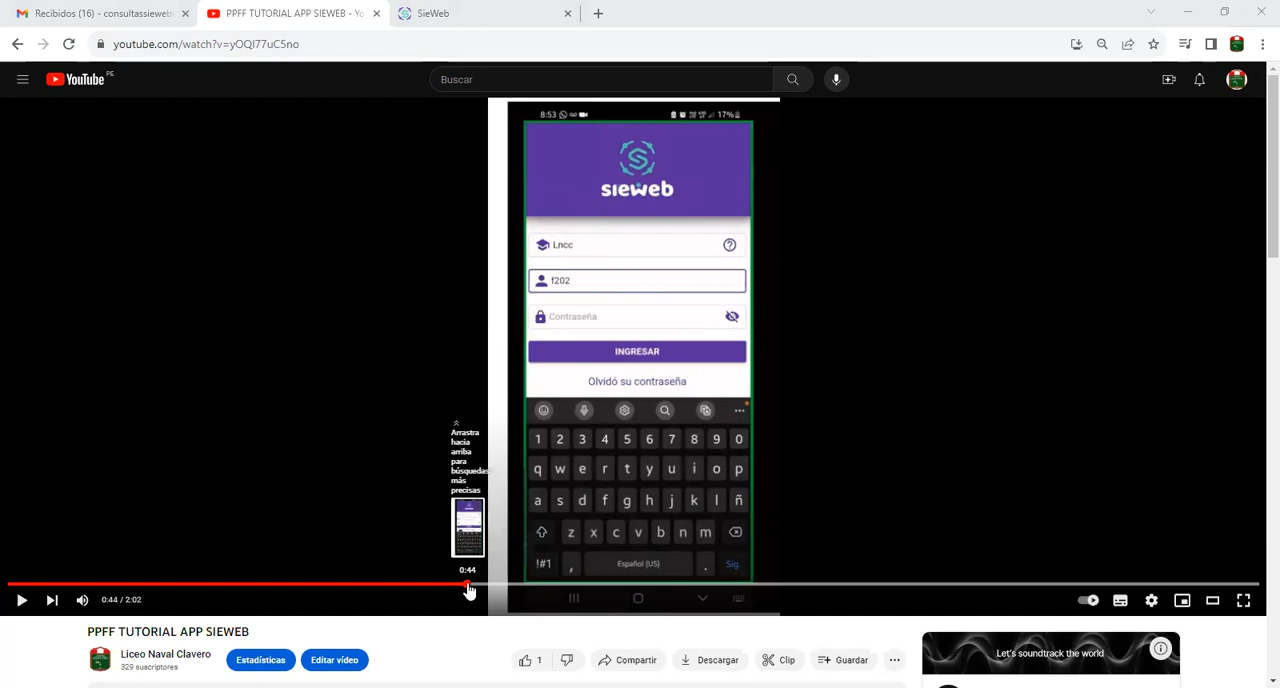 Recibidos (16) - consultassieweb
PPFF TUTORIAL APP SIEWEB - Yo
SieWeb
youtube.com/watch?v=yOQl77uC5no
YouTube PE
Buscar
8:53 17%
sieweb
Lncc
f202
Contraseña
INGRESAR
Olvidó su contraseña
1 2 3 4 5 6 7 8 9 0
q w e r t y u i o p
a s d f g h j k l ñ
z x c v b n m
!#1 , Español (US) . Sig.
Arrastra
hacia
arriba
para
búsquedas
más
precisas
0:44
0:44 / 2:02
PPFF TUTORIAL APP SIEWEB
Liceo Naval Clavero
329 suscriptores
Estadísticas
Editar vídeo
1
Compartir
Descargar
Clip
Guardar
Let's soundtrack the world